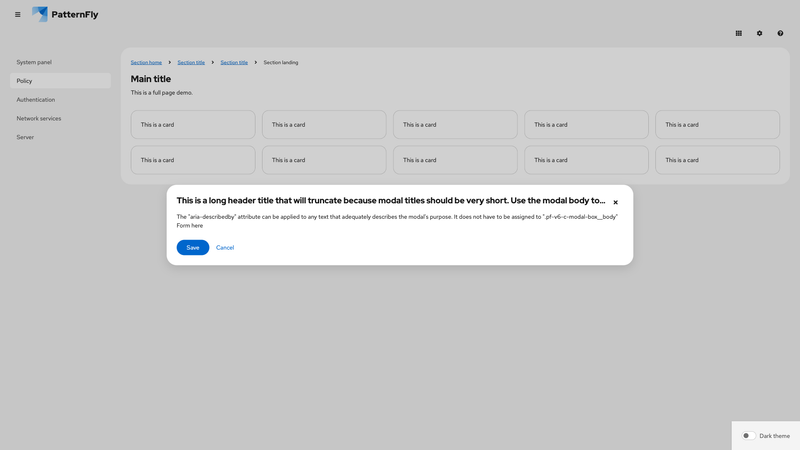 PatternFly
System panel
Policy
Authentication
Network services
Server
Section home
Section title
Section title
Section landing
Main title
This is a full page demo.
This is a card
This is a card
This is a card
This is a card
This is a card
This is a card
This is a card
This is a card
This is a card
This is a card
This is a long header title that will truncate because modal titles should be very short. Use the modal body to...
The "aria-describedby" attribute can be applied to any text that adequately describes the modal's purpose. It does not have to be assigned to ".pf-v6-c-modal-box__body"
Form here
Save
Cancel
Dark theme